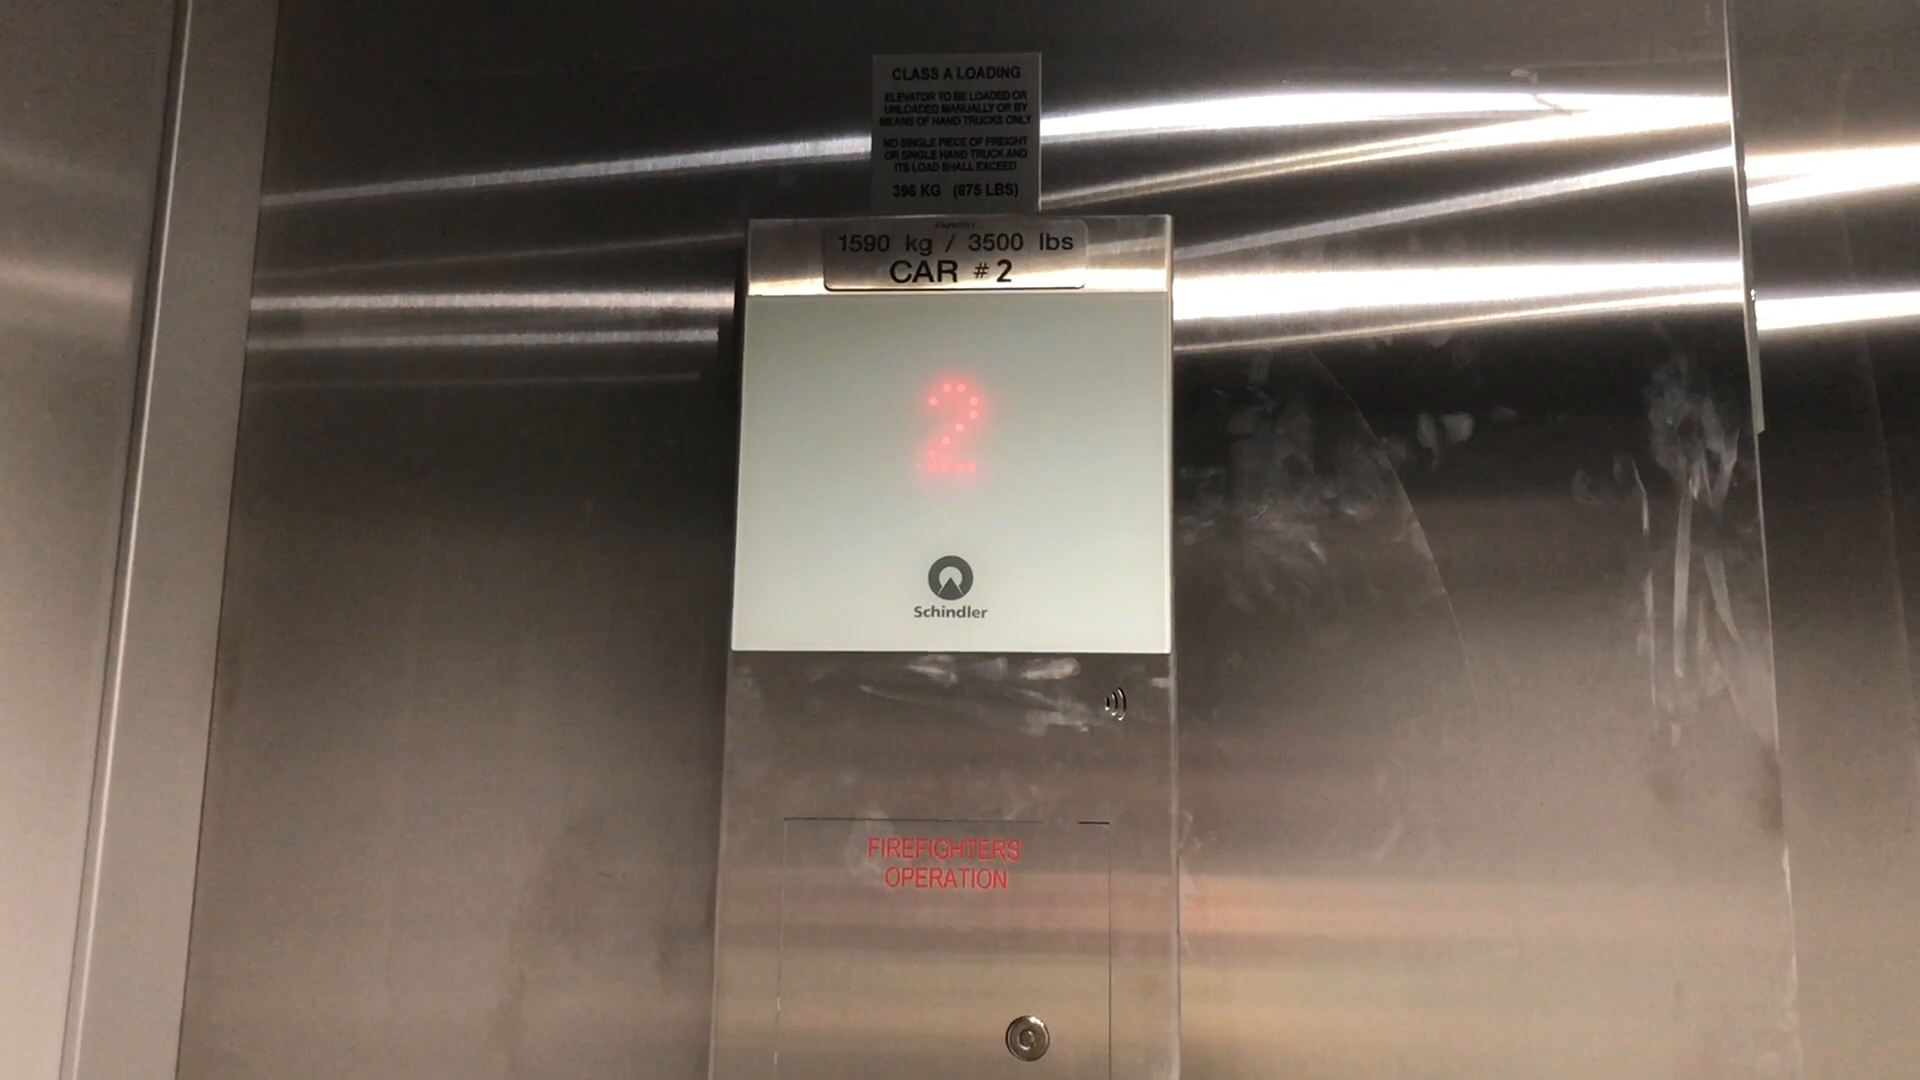 CLASS A LOADING
ELEVATOR TO BE LOADED OR
UNLOADED MANUALLY OR BY
MEANS OF HAND TRUCKS ONLY.
NO SINGLE PIECE OF FREIGHT
OR SINGLE HAND TRUCK AND
ITS LOAD SHALL EXCEED
396 KG (875 LBS)
CAPACITY
1590 kg / 3500 lbs
CAR #2
2
Schindler
FIREFIGHTERS'
OPERATION